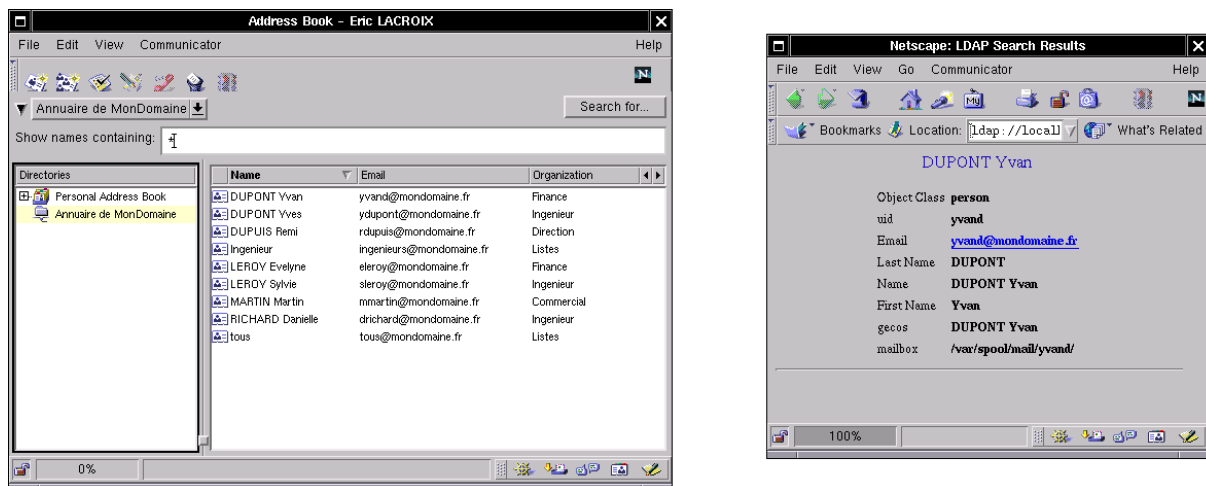 Address Book - Eric LACROIX
File Edit View Communicator Help
N
Annuaire de MonDomaine
Search for...
Show names containing: *
Directories
Personal Address Book
Annuaire de MonDomaine
Name Email Organization
DUPONT Yvan yvand@mondomaine.fr Finance
DUPONT Yves ydupont@mondomaine.fr Ingenieur
DUPUIS Remi rdupuis@mondomaine.fr Direction
Ingenieur ingenieurs@mondomaine.fr Listes
LEROY Evelyne eleroy@mondomaine.fr Finance
LEROY Sylvie sleroy@mondomaine.fr Ingenieur
MARTIN Martin mmartin@mondomaine.fr Commercial
RICHARD Danielle drichard@mondomaine.fr Ingenieur
tous tous@mondomaine.fr Listes
0%
Netscape: LDAP Search Results
File Edit View Go Communicator Help
My N
Bookmarks Location: ldap://locall What's Related
DUPONT Yvan
Object Class person
uid yvand
Email yvand@mondomaine.fr
Last Name DUPONT
Name DUPONT Yvan
First Name Yvan
gecos DUPONT Yvan
mailbox /var/spool/mail/yvand/
100%